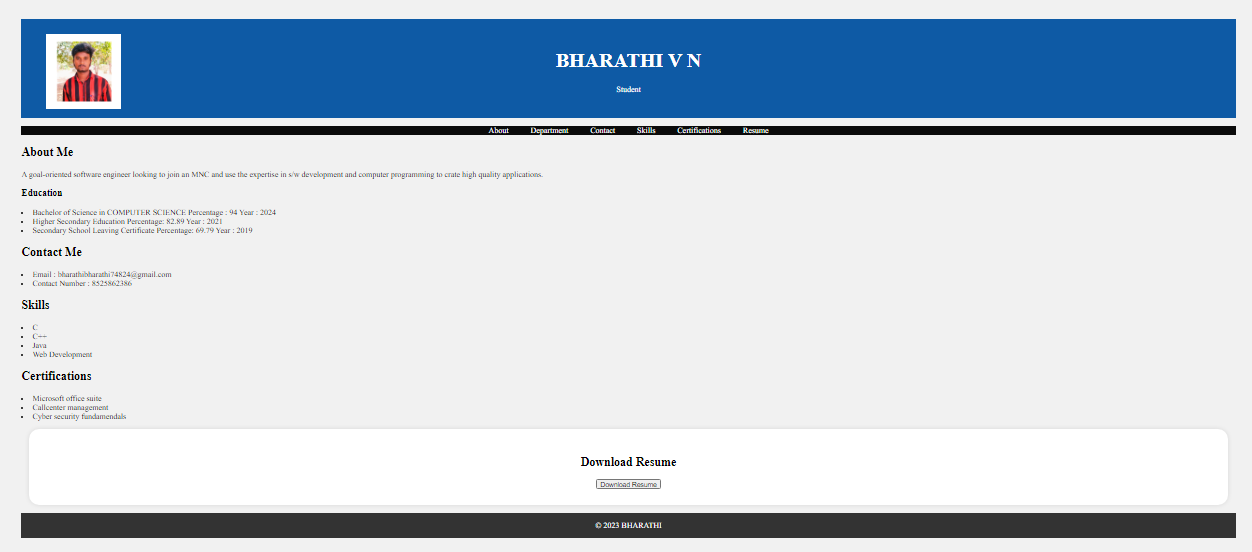 BHARATHI V N
Student
About Department Contact Skills Certifications Resume
About Me
A goal-oriented software engineer looking to join an MNC and use the expertise in s/w development and computer programming to crate high quality applications.
Education
• Bachelor of Science in COMPUTER SCIENCE Percentage : 94 Year : 2024
• Higher Secondary Education Percentage: 82.89 Year : 2021
• Secondary School Leaving Certificate Percentage: 69.79 Year : 2019
Contact Me
• Email : bharathibharathi74824@gmail.com
• Contact Number : 8525862386
Skills
• C
• C++
• Java
• Web Development
Certifications
• Microsoft office suite
• Callcenter management
• Cyber security fundamendals
Download Resume
Download Resume
© 2023 BHARATHI